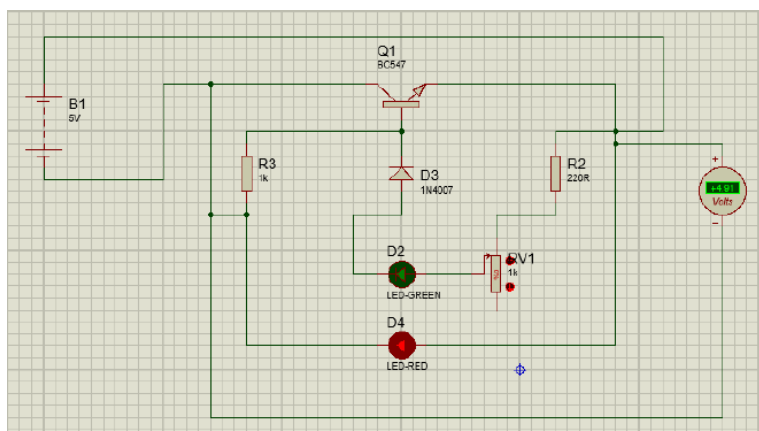 Q1
BC547
B1
5V
R3
1k
D3
1N4007
R2
220R
+
+4.91
Volts
-
D2
LED-GREEN
RV1
1k
D4
LED-RED